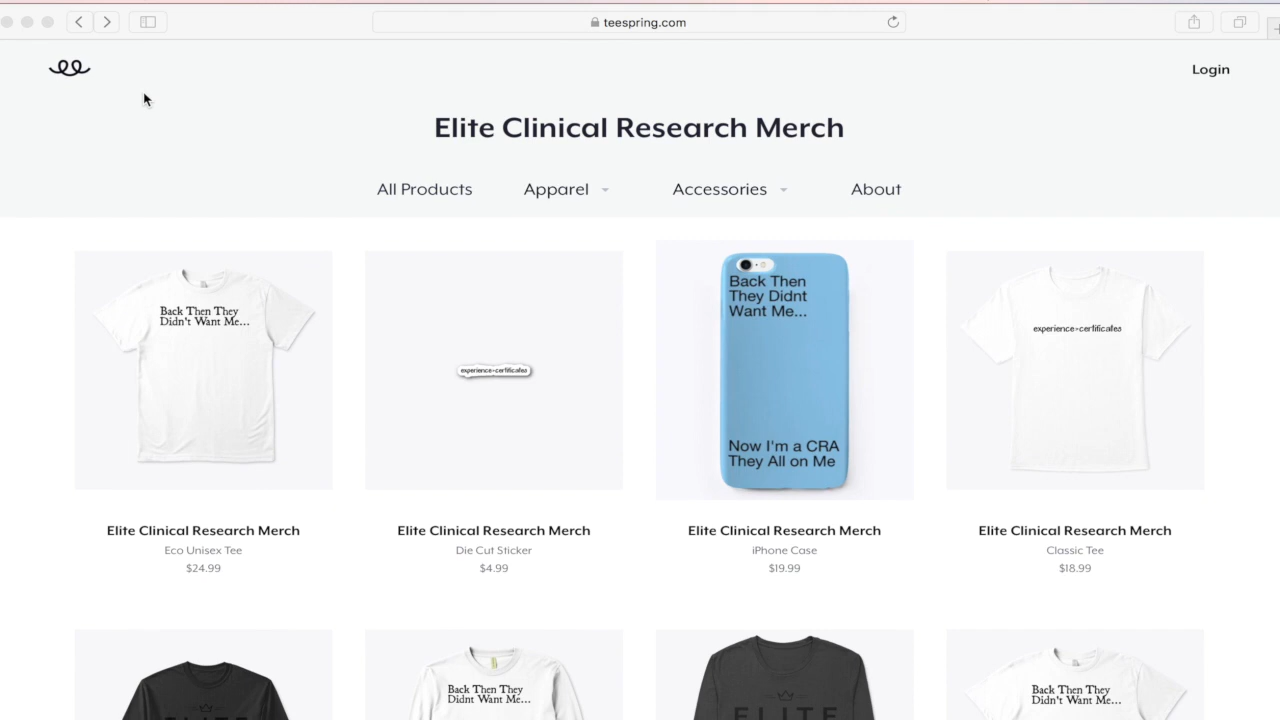 teespring.com
Login
Elite Clinical Research Merch
All Products
Apparel
Accessories
About
Back Then They
Didn't Want Me...
experience>certificates
Back Then
They Didnt
Want Me...
Now I'm a CRA
They All on Me
experience>certificates
Elite Clinical Research Merch
Eco Unisex Tee
$24.99
Elite Clinical Research Merch
Die Cut Sticker
$4.99
Elite Clinical Research Merch
iPhone Case
$19.99
Elite Clinical Research Merch
Classic Tee
$18.99
ELITE
Back Then They
Didnt Want Me...
ELITE
Back Then They
Didnt Want Me...